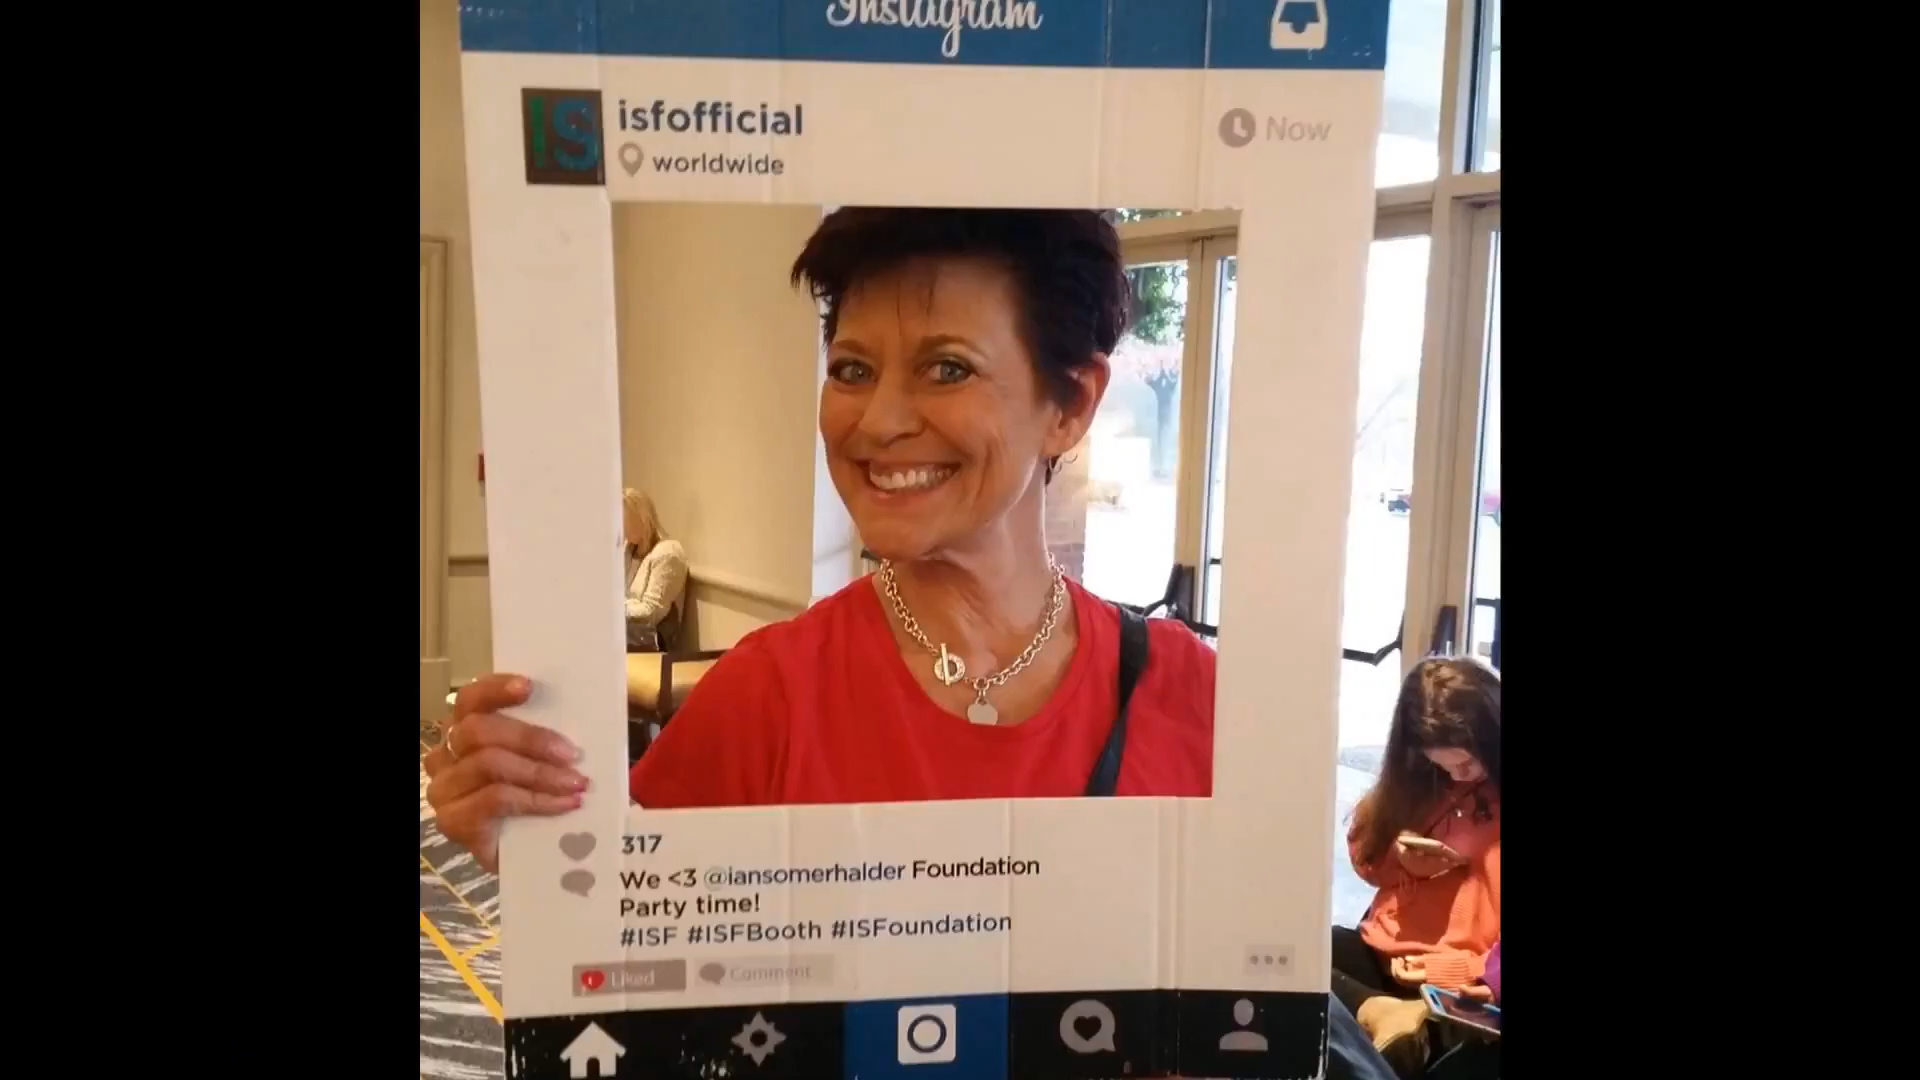 Instagram
IS
isfofficial
Now
worldwide
317
We <3 @iansomerhalder Foundation
Party time!
#ISF #ISFBooth #ISFoundation
Liked
Comment